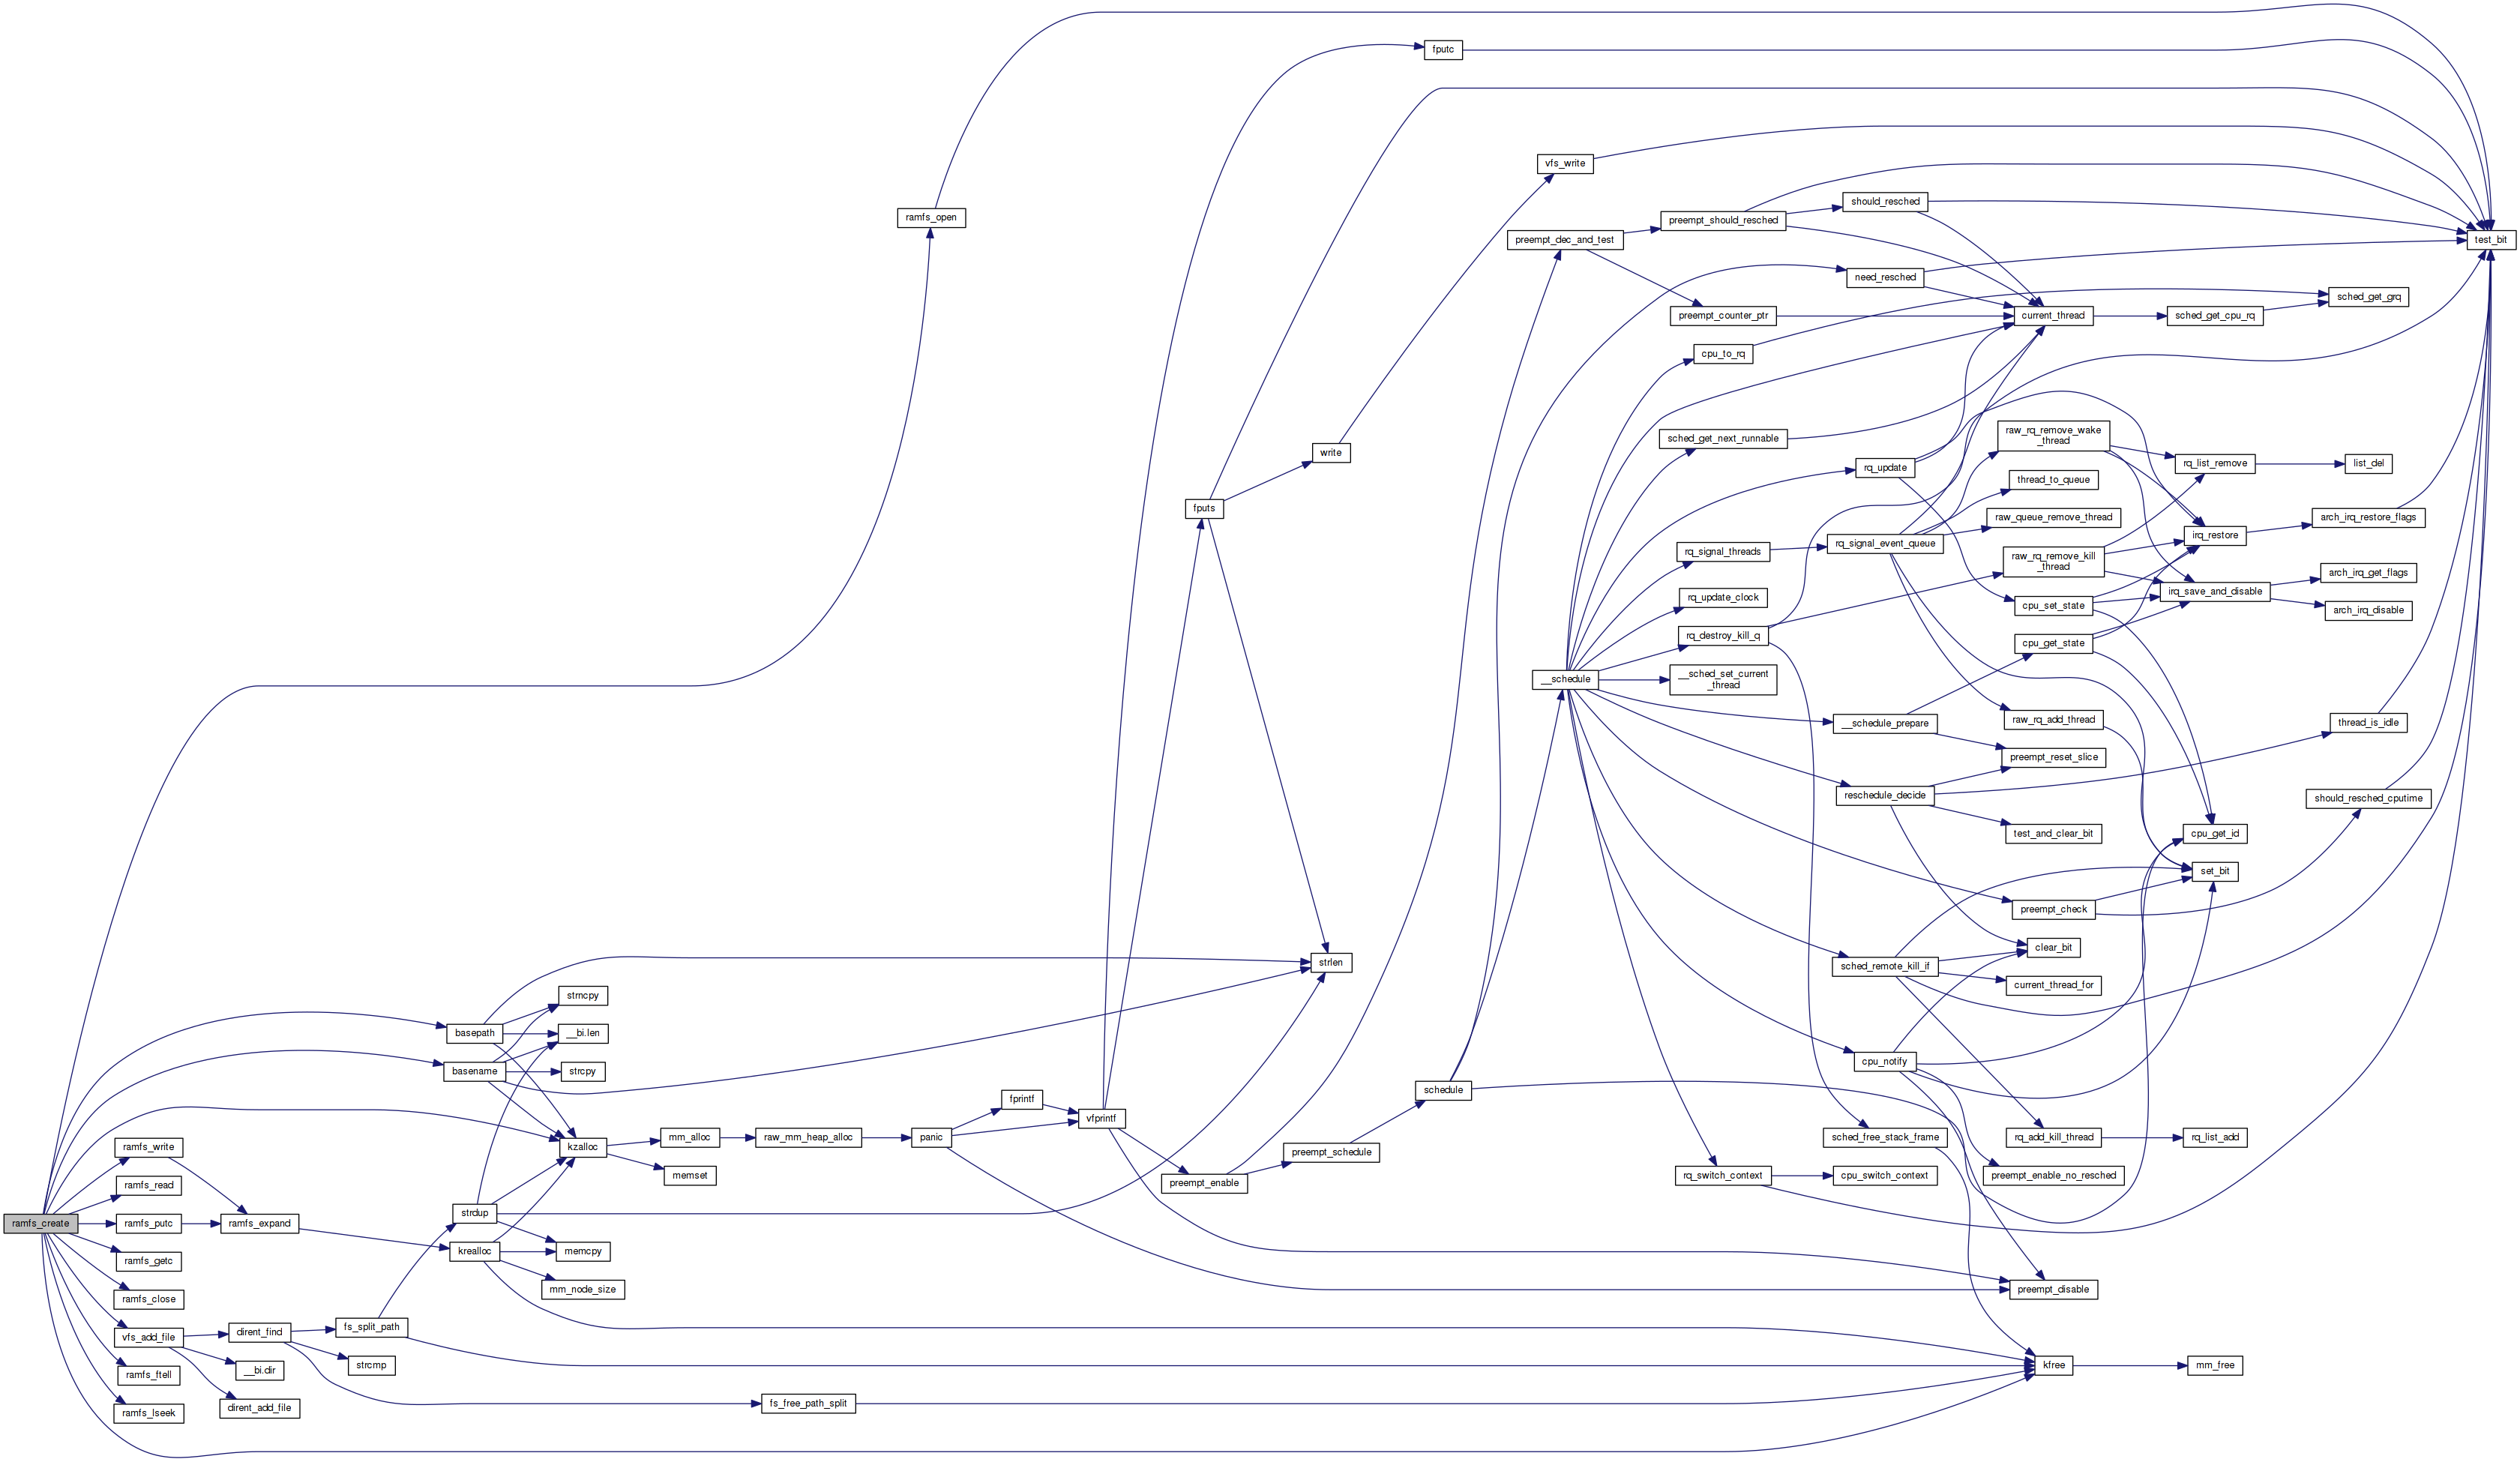 fputc
vfs_write
should_resched
ramfs_open
preempt_should_resched
preempt_dec_and_test
test_bit
need_resched
sched_get_grq
preempt_counter_ptr
current_thread
sched_get_cpu_rq
cpu_to_rq
raw_rq_remove_wake
_thread
sched_get_next_runnable
write
rq_update
rq_list_remove
list_del
thread_to_queue
fputs
raw_queue_remove_thread
arch_irq_restore_flags
irq_restore
rq_signal_event_queue
rq_signal_threads
raw_rq_remove_kill
_thread
arch_irq_get_flags
irq_save_and_disable
rq_update_clock
cpu_set_state
arch_irq_disable
rq_destroy_kill_q
cpu_get_state
__schedule
__sched_set_current
_thread
raw_rq_add_thread
__schedule_prepare
thread_is_idle
preempt_reset_slice
reschedule_decide
should_resched_cputime
test_and_clear_bit
cpu_get_id
set_bit
preempt_check
clear_bit
strlen
sched_remote_kill_if
current_thread_for
strncpy
basepath
__bi.len
cpu_notify
basename
strcpy
schedule
fprintf
vfprintf
mm_alloc
raw_mm_heap_alloc
panic
sched_free_stack_frame
rq_add_kill_thread
rq_list_add
ramfs_write
kzalloc
preempt_schedule
memset
rq_switch_context
cpu_switch_context
preempt_enable_no_resched
preempt_enable
ramfs_read
strdup
ramfs_create
ramfs_putc
ramfs_expand
krealloc
memcpy
ramfs_getc
mm_node_size
preempt_disable
ramfs_close
fs_split_path
dirent_find
vfs_add_file
strcmp
kfree
mm_free
__bi.dir
ramfs_ftell
fs_free_path_split
dirent_add_file
ramfs_lseek